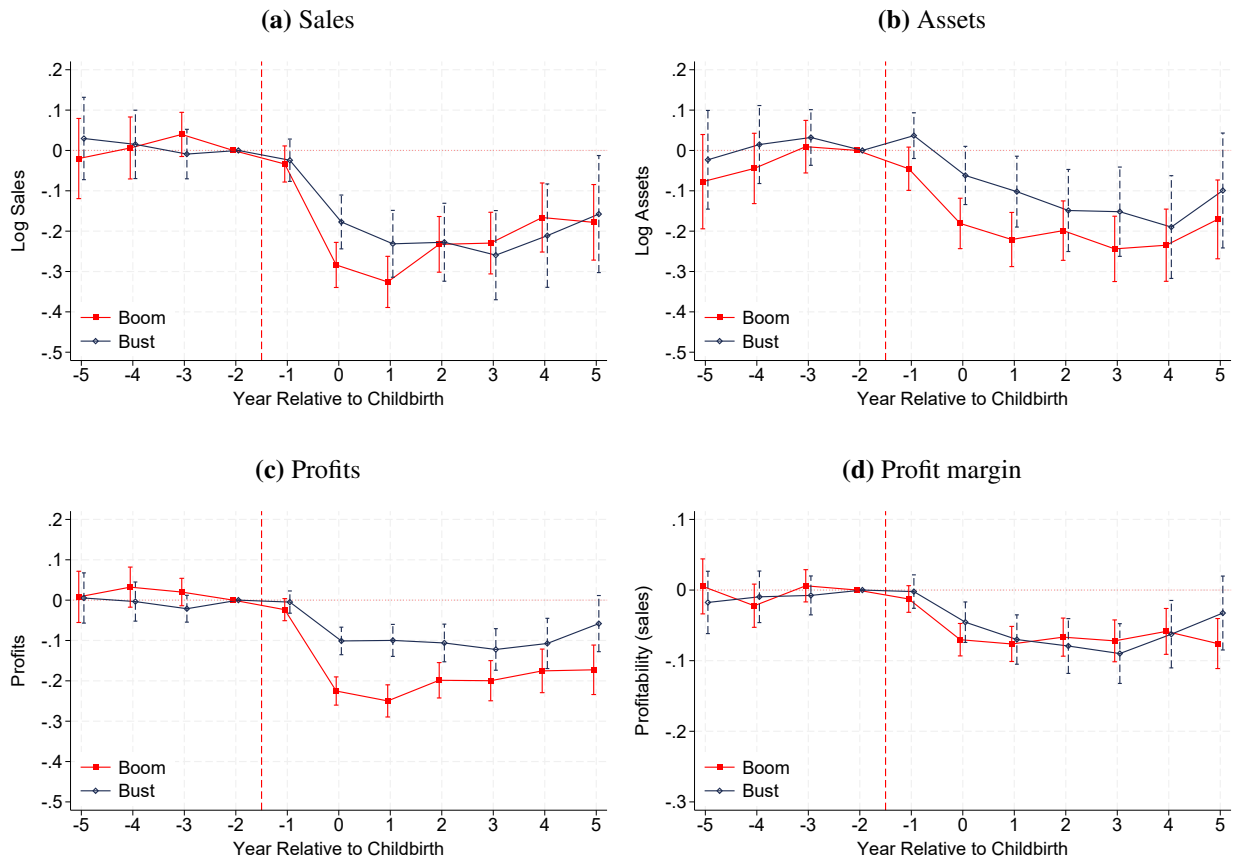 (a) Sales
.2
.1
0
-.1
-.2
-.3
-.4
-.5
Log Sales
Boom
Bust
-5 -4 -3 -2 -1 0 1 2 3 4 5
Year Relative to Childbirth
(b) Assets
.2
.1
0
-.1
-.2
-.3
-.4
-.5
Log Assets
Boom
Bust
-5 -4 -3 -2 -1 0 1 2 3 4 5
Year Relative to Childbirth
(c) Profits
.2
.1
0
-.1
-.2
-.3
-.4
-.5
Profits
Boom
Bust
-5 -4 -3 -2 -1 0 1 2 3 4 5
Year Relative to Childbirth
(d) Profit margin
.1
0
-.1
-.2
-.3
Profitability (sales)
Boom
Bust
-5 -4 -3 -2 -1 0 1 2 3 4 5
Year Relative to Childbirth